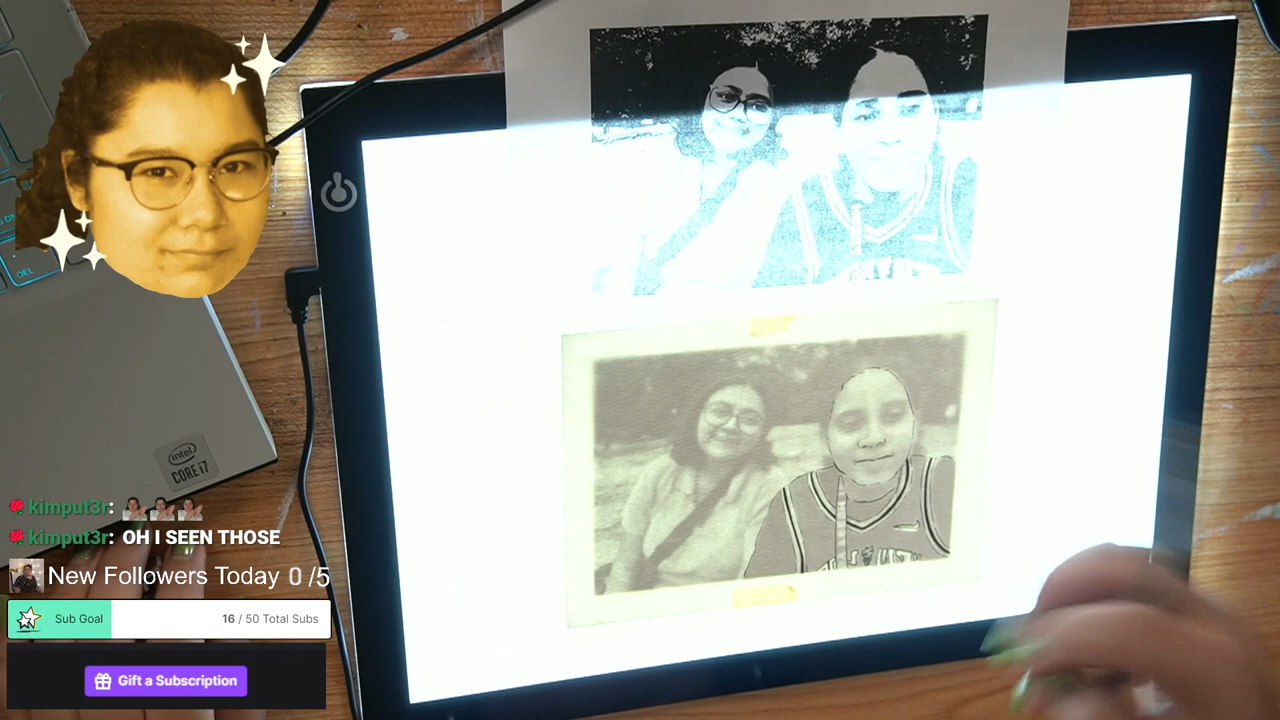 DEL
intel
CORE i7
kimput3r:
kimput3r: OH I SEEN THOSE
New Followers Today 0 /5
Sub Goal 16 / 50 Total Subs
Gift a Subscription